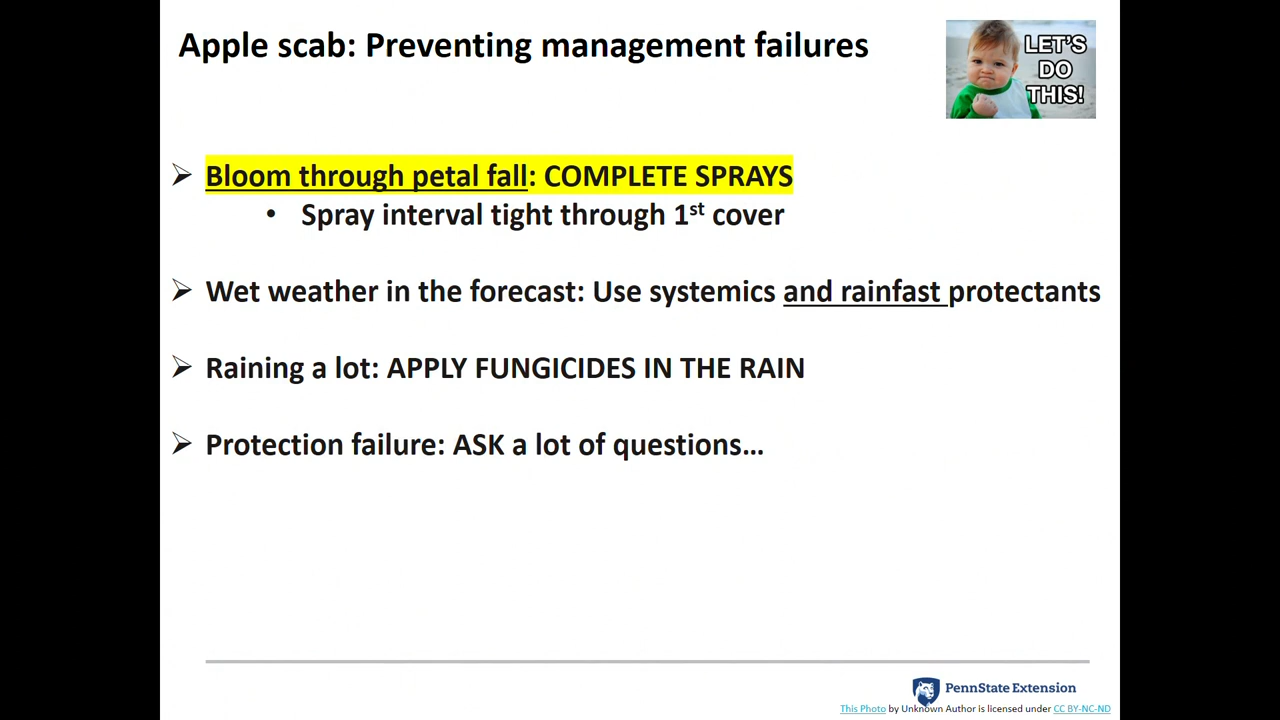 Apple scab: Preventing management failures
LET'S
DO
THIS!
➢ Bloom through petal fall: COMPLETE SPRAYS
• Spray interval tight through 1st cover
➢ Wet weather in the forecast: Use systemics and rainfast protectants
➢ Raining a lot: APPLY FUNGICIDES IN THE RAIN
➢ Protection failure: ASK a lot of questions…
PennState Extension
This Photo by Unknown Author is licensed under CC BY-NC-ND